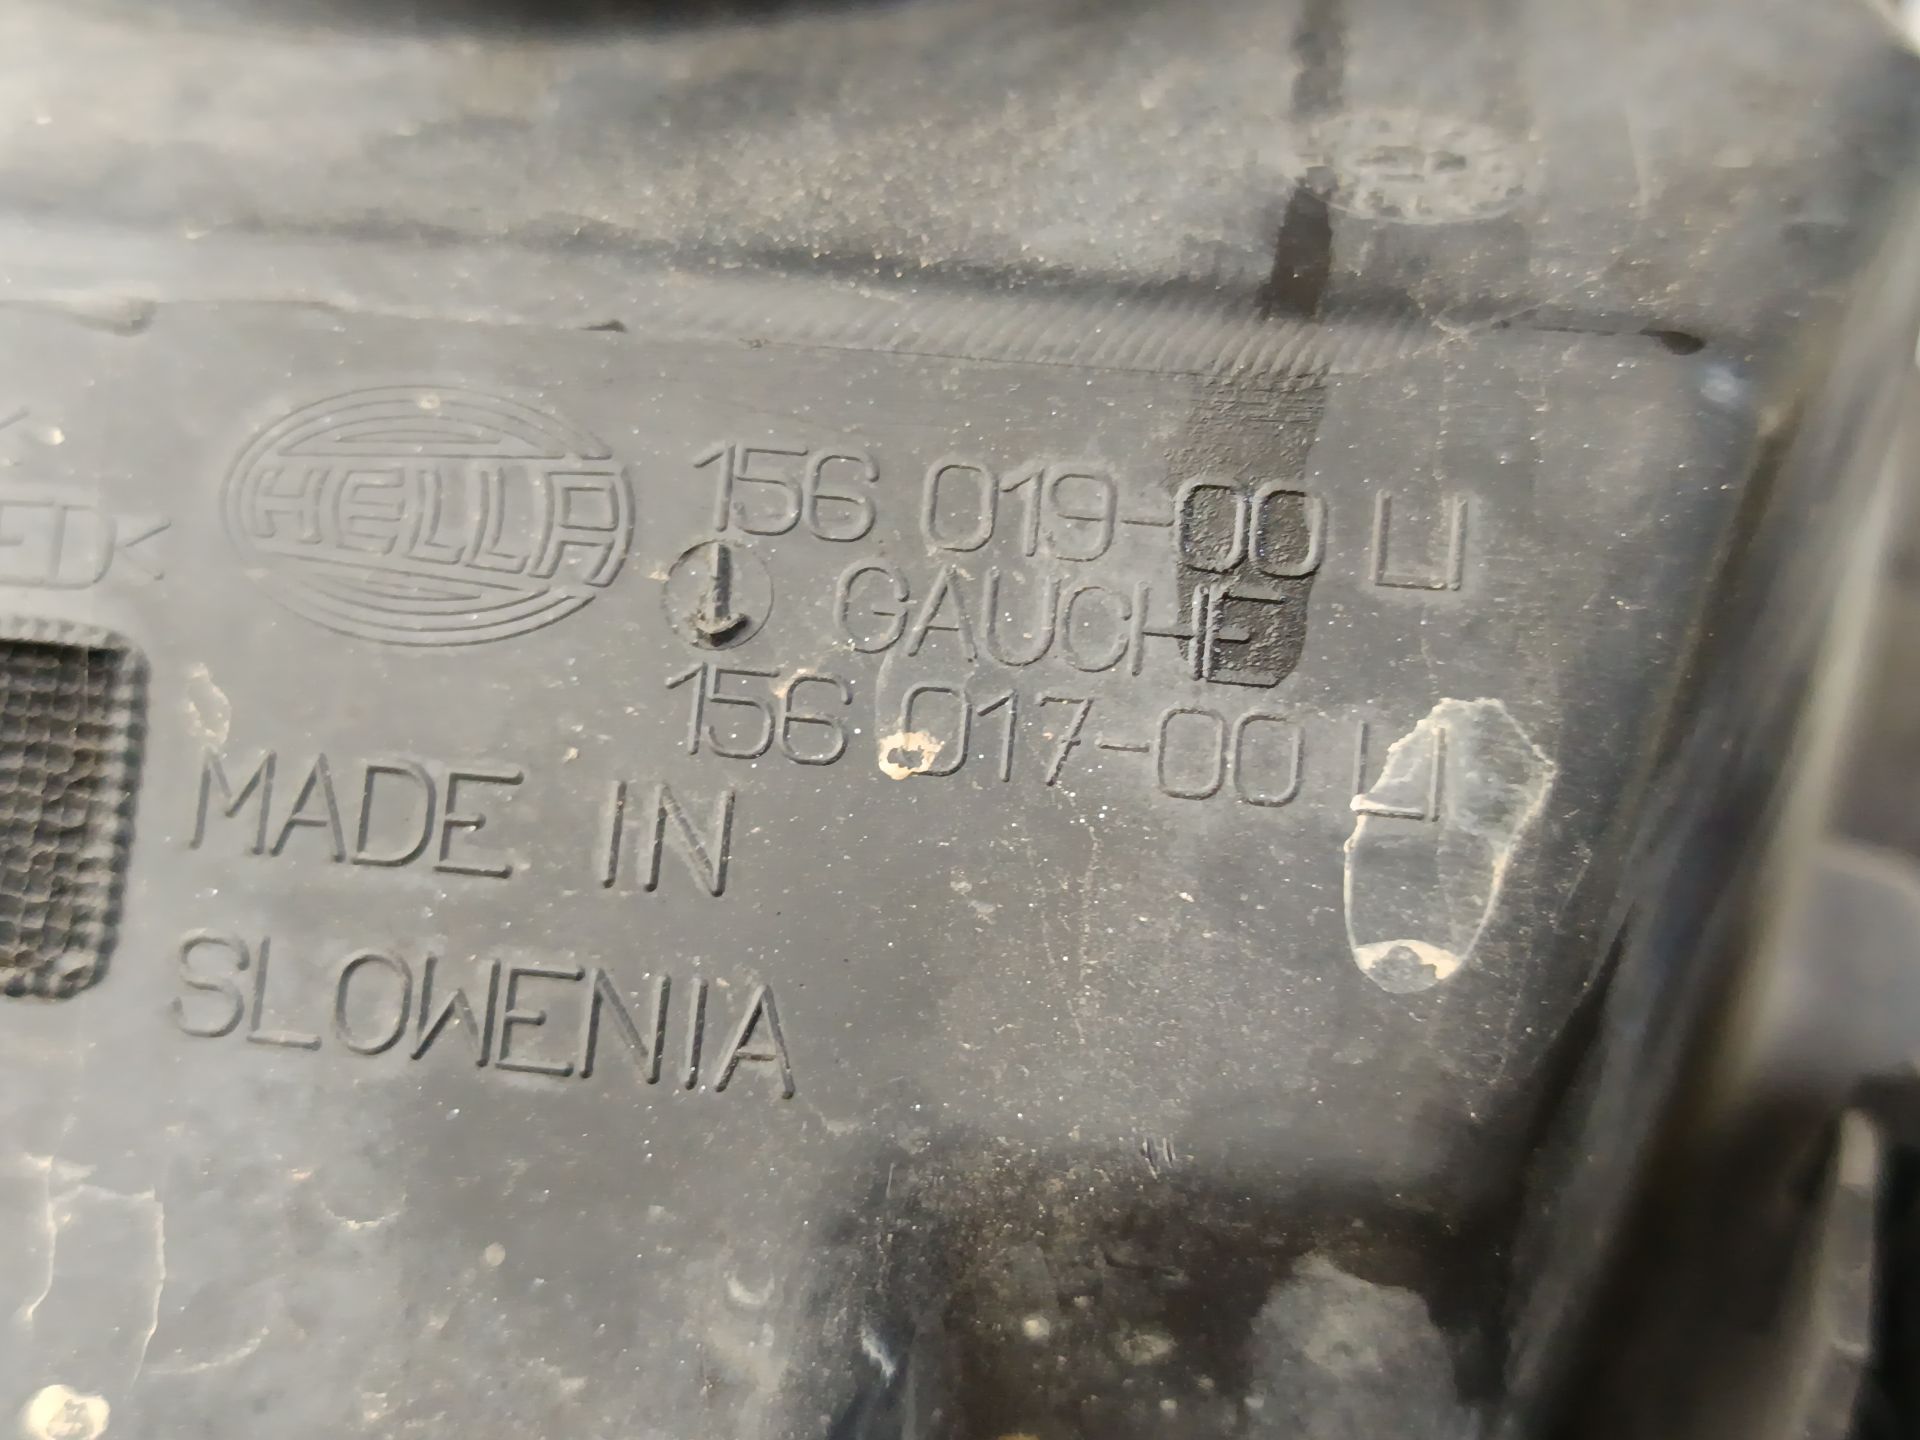 HELLA
156 019-00 LI
GAUCHE
156 017-00 LI
MADE IN
SLOWENIA